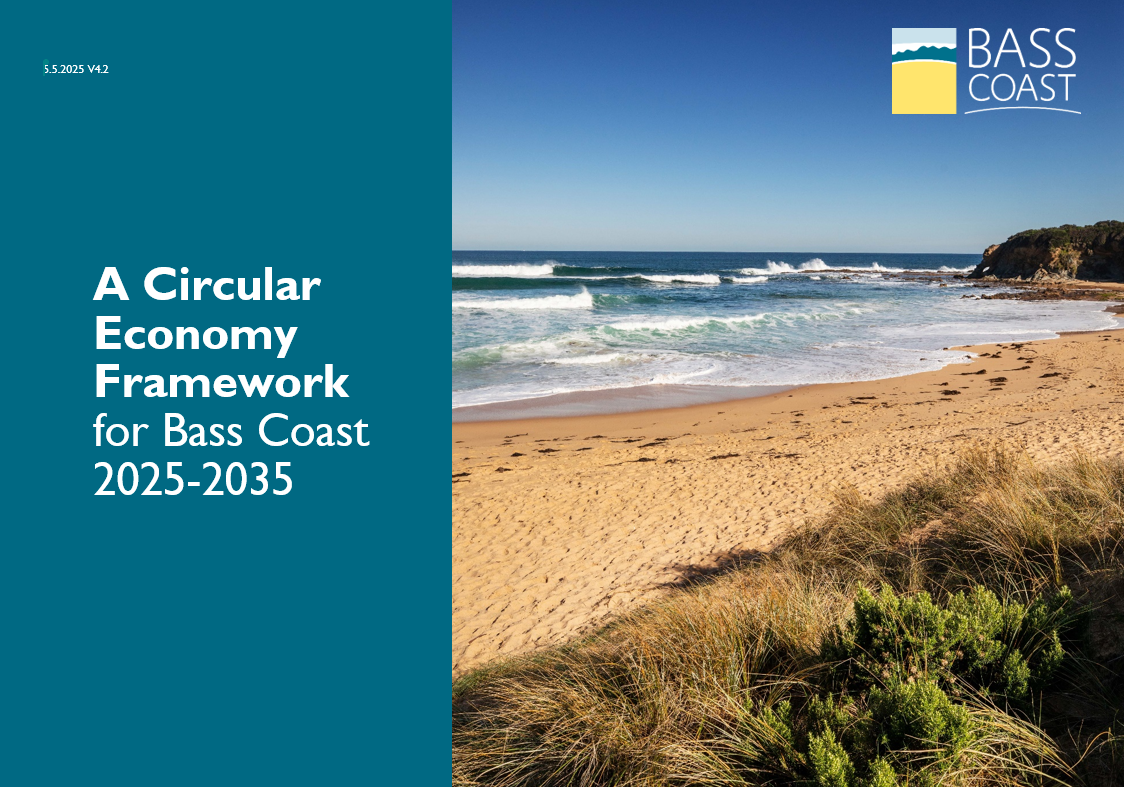 5.5.2025 V4.2
BASS
COAST
A Circular
Economy
Framework
for Bass Coast
2025-2035